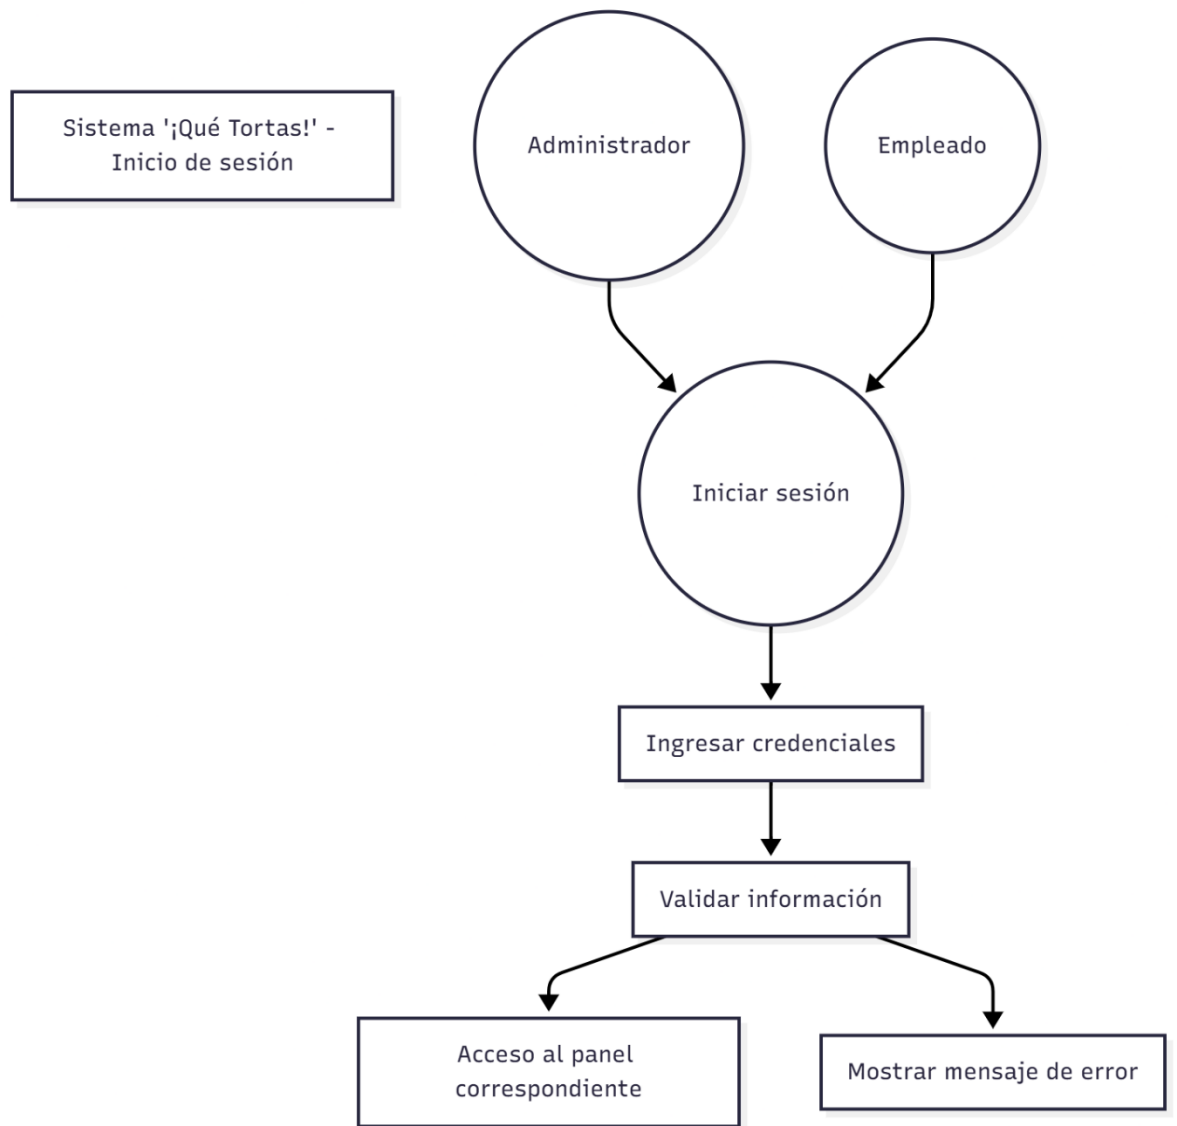 Sistema '¡Qué Tortas!' -
Inicio de sesión
Administrador
Empleado
Iniciar sesión
Ingresar credenciales
Validar información
Acceso al panel
correspondiente
Mostrar mensaje de error